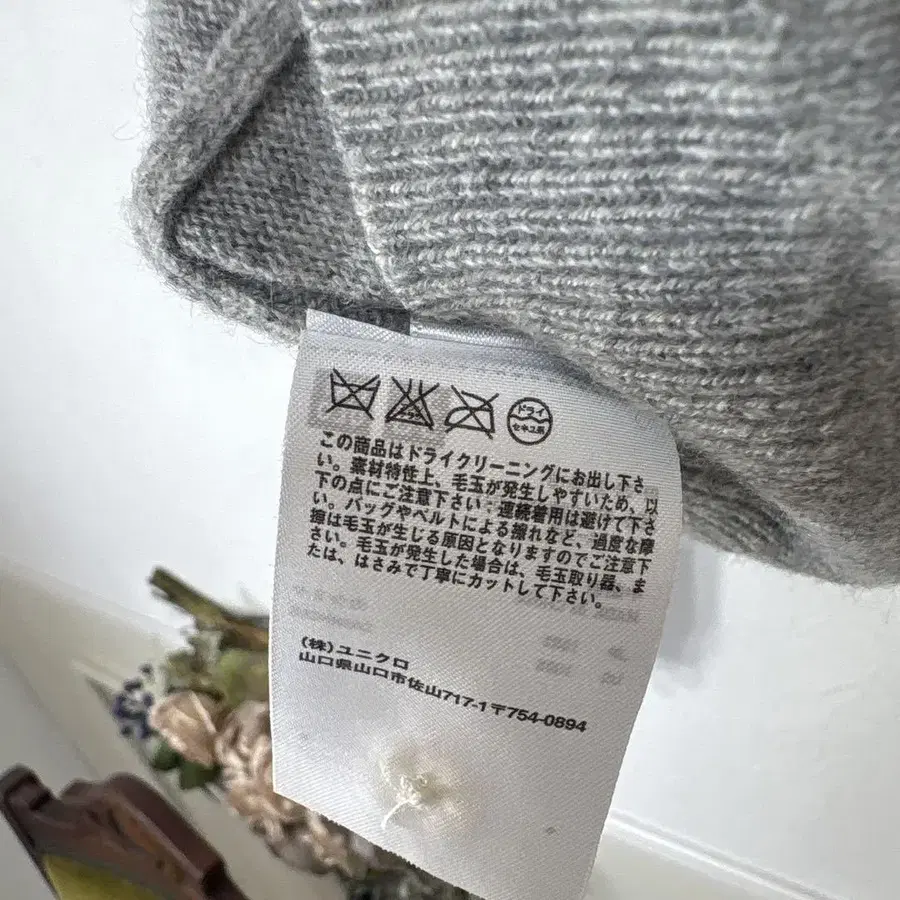 ドライ
セキユ系
この商品はドライクリーニングにお出し下さ
い。素材特性上、毛玉が発生しやすいため、以
下の点にご注意下さい:連続着用は避けて下さ
い。バッグやベルトによる擦れなど、過度な摩
擦は毛玉が生じる原因となりますのでご注意下
さい。毛玉が発生した場合は、毛玉取り器、ま
たは、はさみで丁寧にカットして下さい。
(株)ユニクロ
山口県山口市佐山717-1〒754-0894